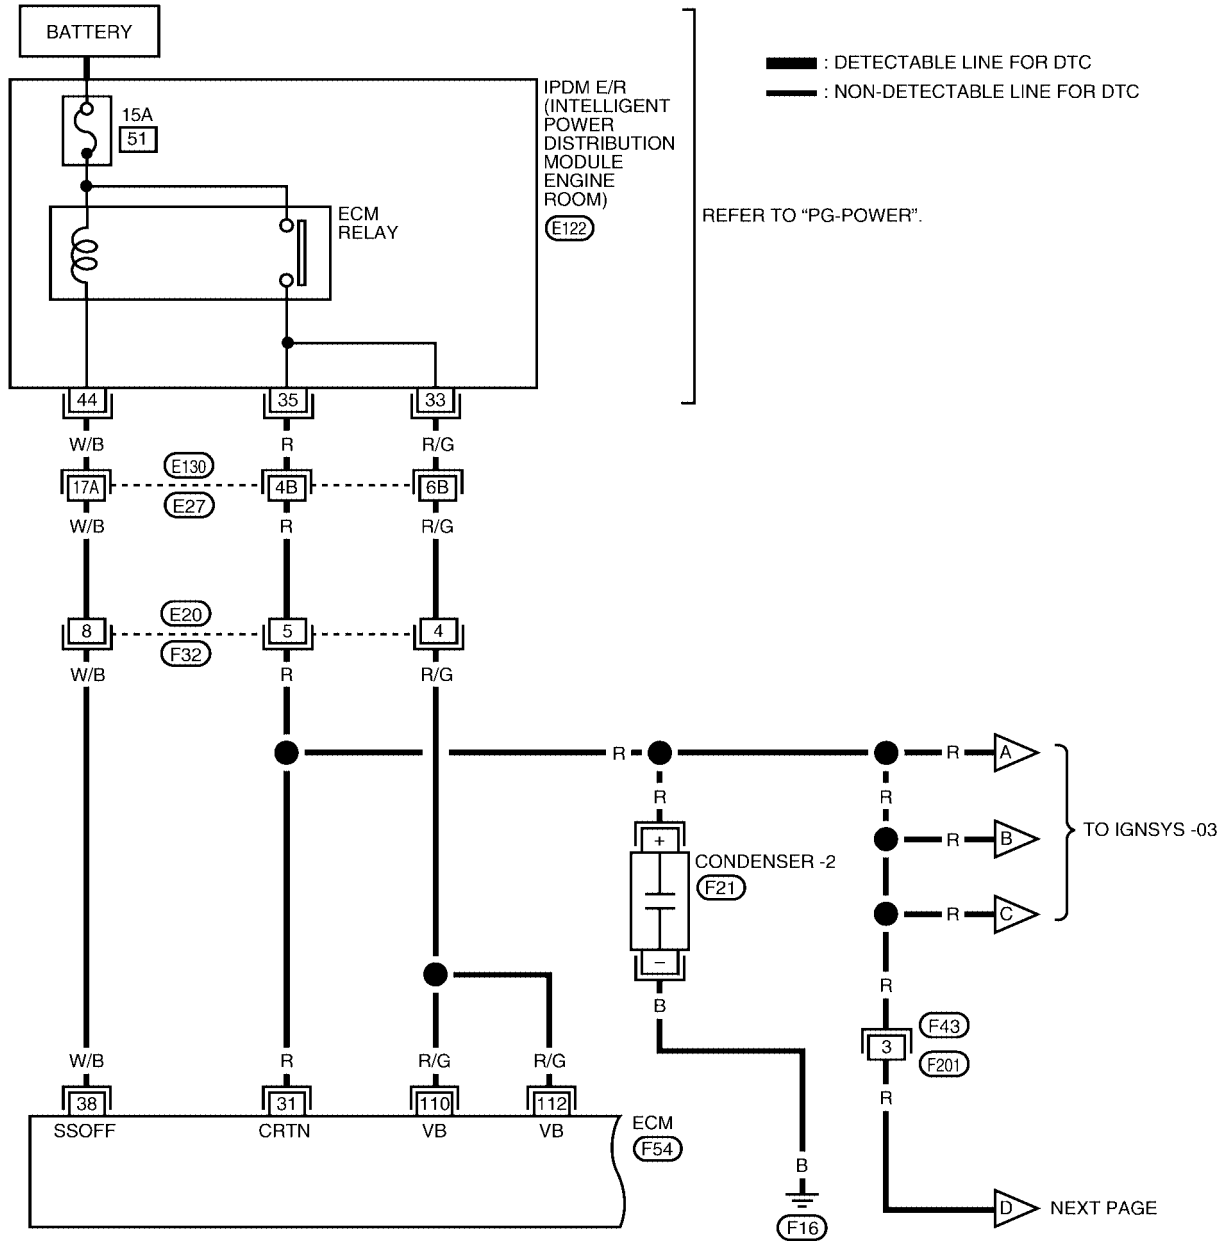 BATTERY
: DETECTABLE LINE FOR DTC
: NON-DETECTABLE LINE FOR DTC
15A
51
IPDM E/R
(INTELLIGENT
POWER
DISTRIBUTION
MODULE
ENGINE
ROOM)
E122
ECM
RELAY
REFER TO “PG-POWER”.
44 35 33
W/B R R/G
E130
17A 4B 6B
E27
W/B R R/G
E20
8 5 4
F32
W/B R R/G
R R A
R R
B
R
TO IGNSYS -03
+
CONDENSER -2
F21
C
R
–
R
B
F43
3
F201
R
W/B R R/G R/G
38 31 110 112
SSOFF CRTN VB VB
ECM
F54
B
F16
D NEXT PAGE